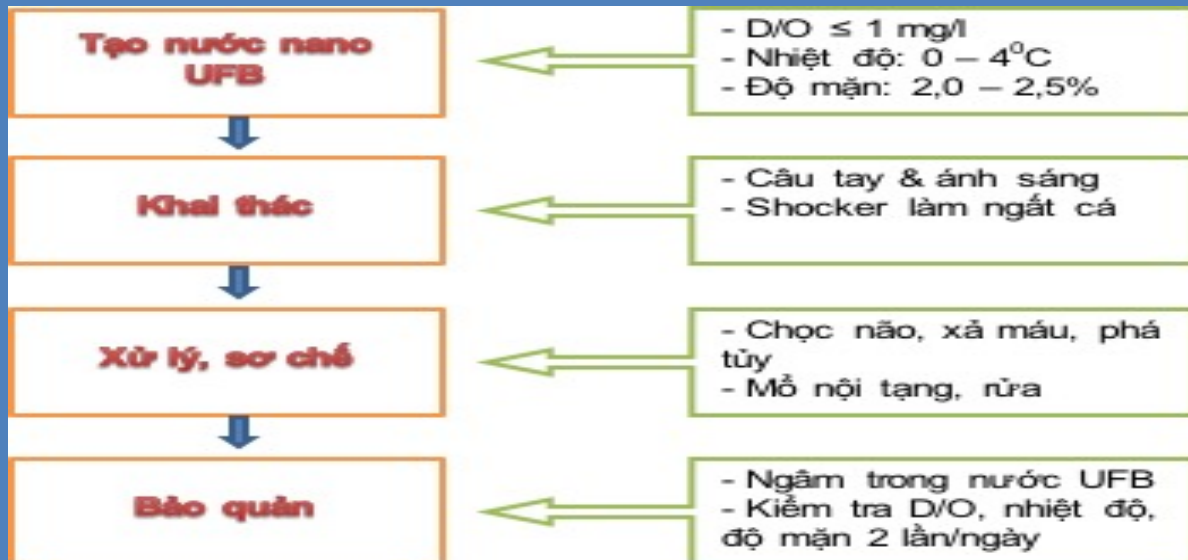 Tạo nước nano
UFB
- D/O ≤ 1 mg/l
- Nhiệt độ: 0 – 4⁰C
- Độ mặn: 2,0 – 2,5%
Khai thác
- Câu tay & ánh sáng
- Shocker làm ngất cá
Xử lý, sơ chế
- Chọc não, xả máu, phá
tủy
- Mổ nội tạng, rửa
Bảo quản
- Ngâm trong nước UFB
- Kiểm tra D/O, nhiệt độ,
độ mặn 2 lần/ngày